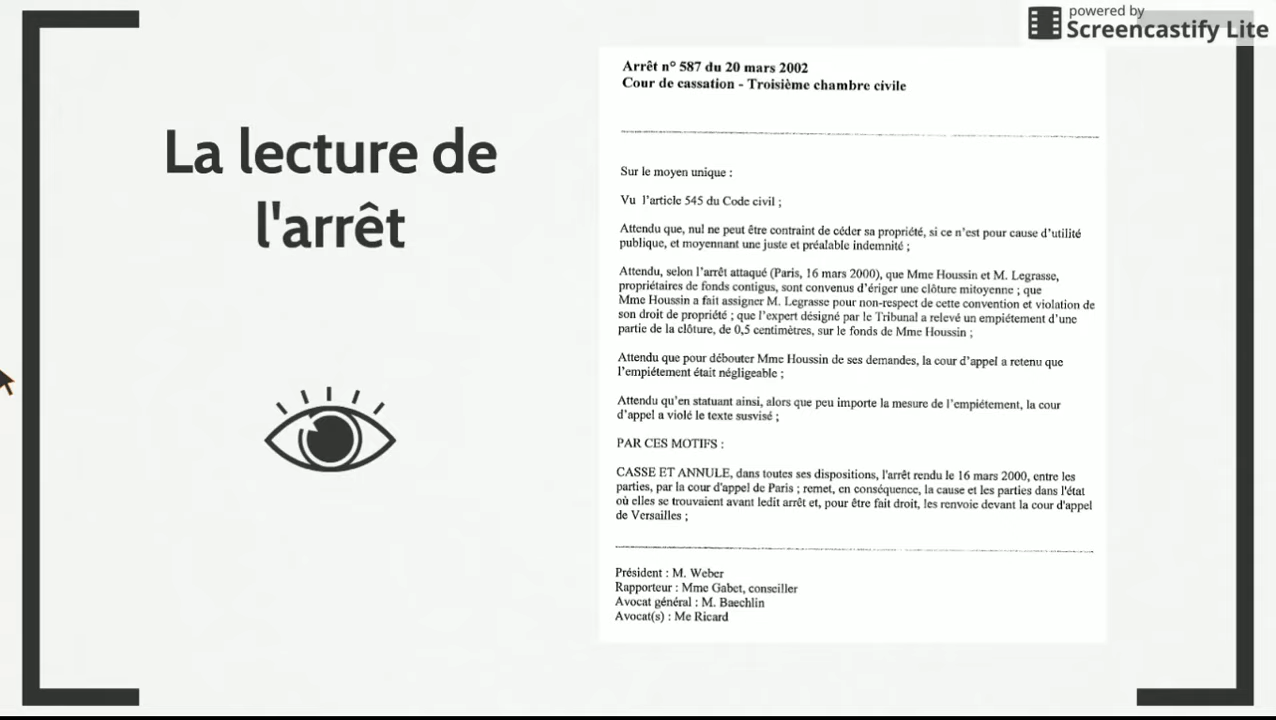 powered by
Screencastify Lite
La lecture de
l'arrêt
Arrêt n° 587 du 20 mars 2002
Cour de cassation - Troisième chambre civile
Sur le moyen unique :
Vu l'article 545 du Code civil ;
Attendu que, nul ne peut être contraint de céder sa propriété, si ce n'est pour cause d'utilité
publique, et moyennant une juste et préalable indemnité ;
Attendu, selon l'arrêt attaqué (Paris, 16 mars 2000), que Mme Houssin et M. Legrasse,
propriétaires de fonds contigus, sont convenus d'ériger une clôture mitoyenne ; que
Mme Houssin a fait assigner M. Legrasse pour non-respect de cette convention et violation de
son droit de propriété ; que l'expert désigné par le Tribunal a relevé un empiétement d'une
partie de la clôture, de 0,5 centimètres, sur le fonds de Mme Houssin ;
Attendu que pour débouter Mme Houssin de ses demandes, la cour d'appel a retenu que
l'empiétement était négligeable ;
Attendu qu'en statuant ainsi, alors que peu importe la mesure de l'empiétement, la cour
d'appel a violé le texte susvisé ;
PAR CES MOTIFS :
CASSE ET ANNULE, dans toutes ses dispositions, l'arrêt rendu le 16 mars 2000, entre les
parties, par la cour d'appel de Paris ; remet, en conséquence, la cause et les parties dans l'état
où elles se trouvaient avant ledit arrêt et, pour être fait droit, les renvoie devant la cour d'appel
de Versailles ;
Président : M. Weber
Rapporteur : Mme Gabet, conseiller
Avocat général : M. Baechlin
Avocat(s) : Me Ricard